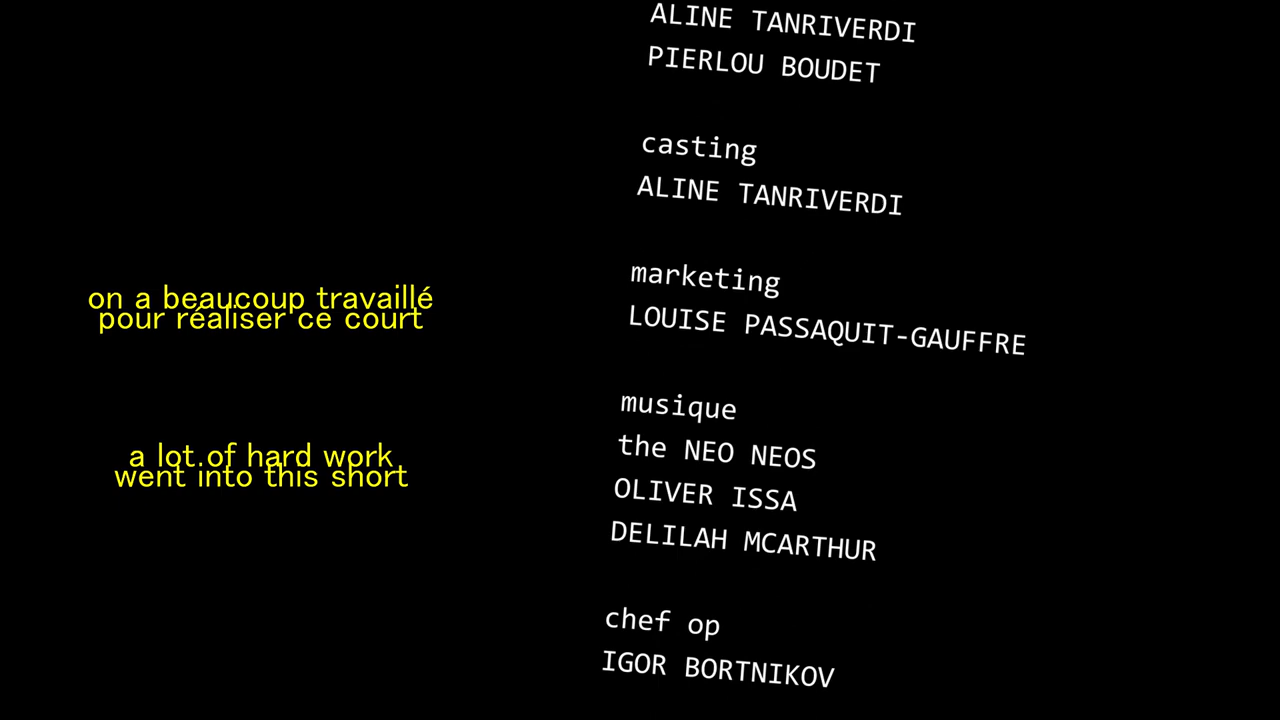 on a beaucoup travaillé
pour réaliser ce court
a lot of hard work
went into this short
ALINE TANRIVERDI
PIERLOU BOUDET
casting
ALINE TANRIVERDI
marketing
LOUISE PASSAQUIT-GAUFFRE
musique
the NEO NEOS
OLIVER ISSA
DELILAH MCARTHUR
chef op
IGOR BORTNIKOV